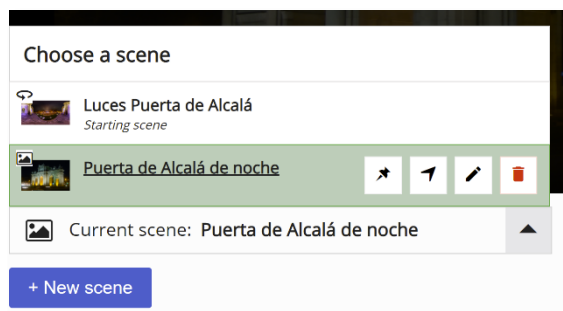 Choose a scene
Luces Puerta de Alcalá
Starting scene
Puerta de Alcalá de noche
Current scene: Puerta de Alcalá de noche
+ New scene